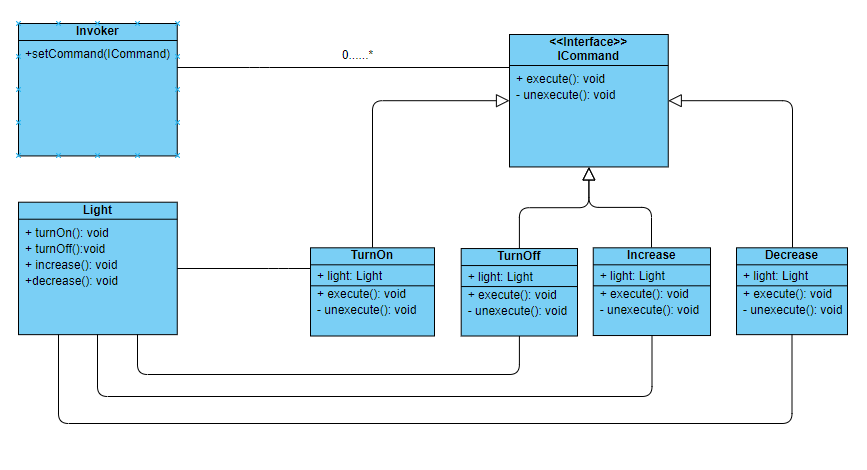 Invoker
+setCommand(ICommand)
0......*
<<Interface>>
ICommand
+ execute(): void
- unexecute(): void
Light
+ turnOn(): void
+ turnOff():void
+ increase(): void
+decrease(): void
TurnOn
+ light: Light
+ execute(): void
- unexecute(): void
TurnOff
+ light: Light
+ execute(): void
- unexecute(): void
Increase
+ light: Light
+ execute(): void
- unexecute(): void
Decrease
+ light: Light
+ execute(): void
- unexecute(): void